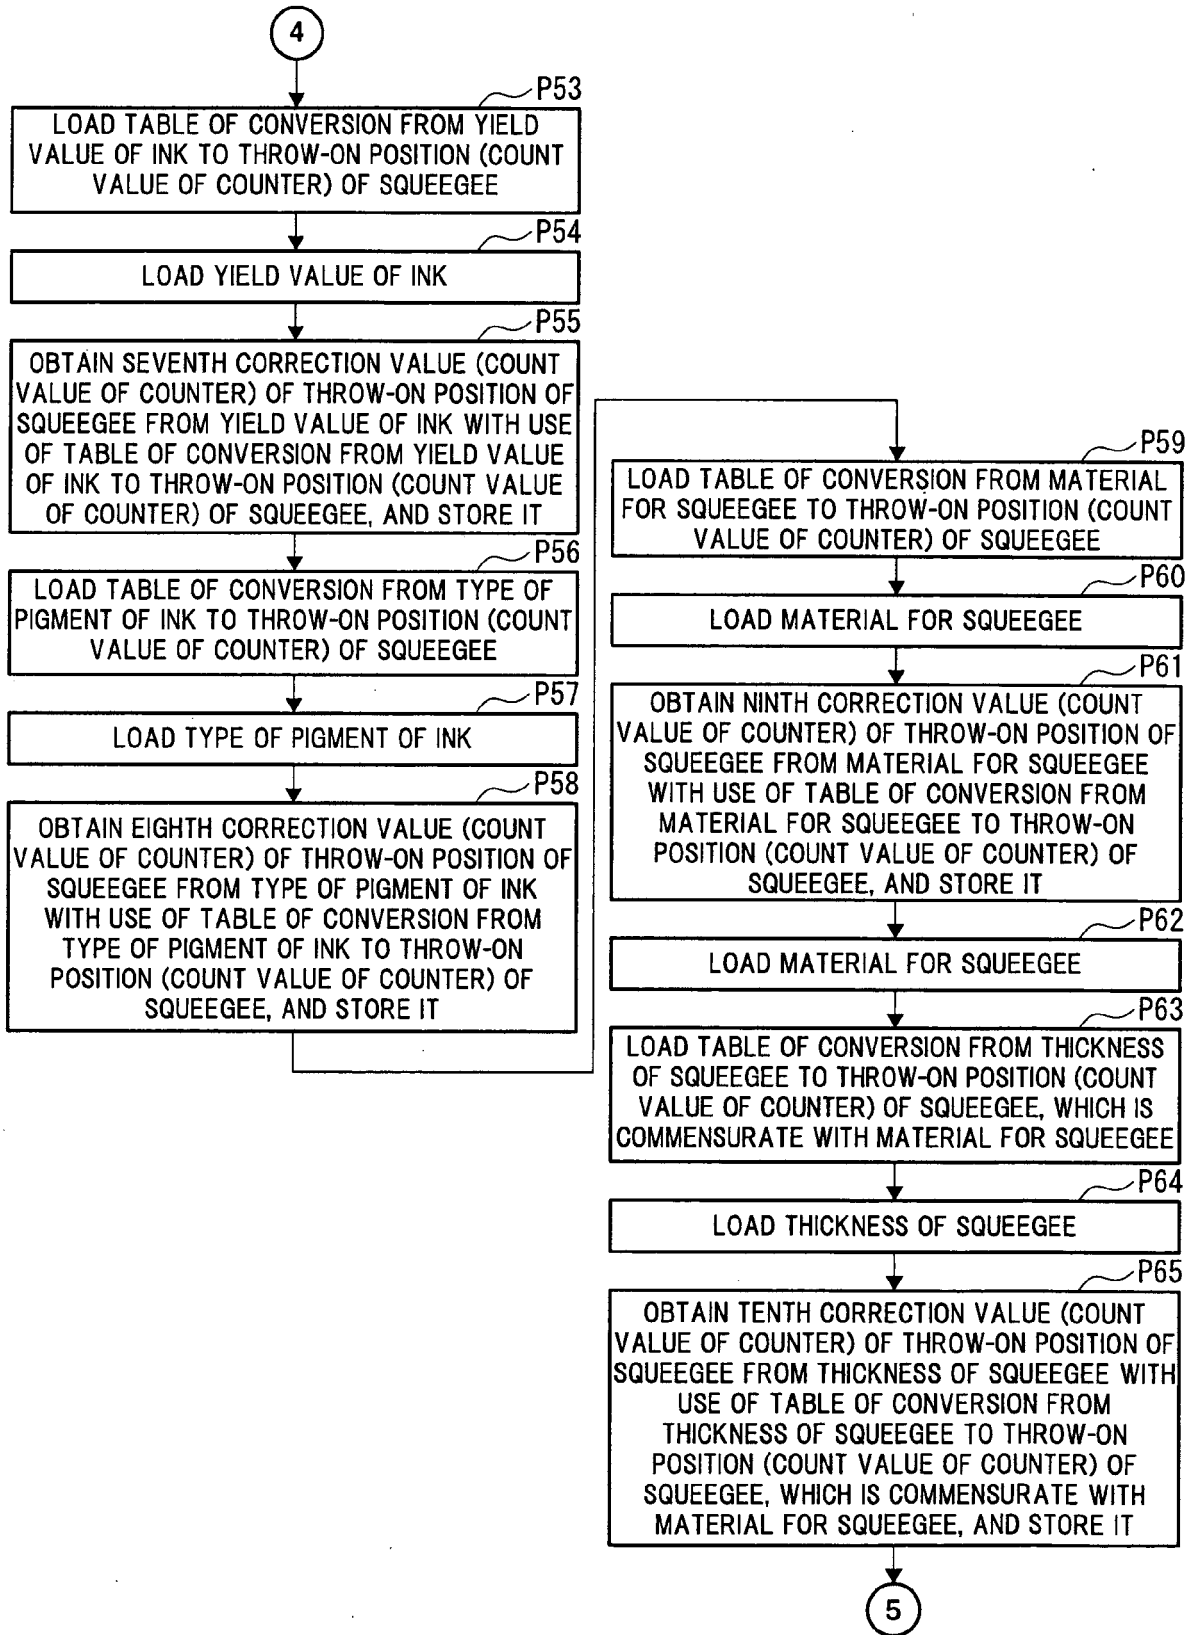 4
P53
LOAD TABLE OF CONVERSION FROM YIELD
VALUE OF INK TO THROW-ON POSITION (COUNT
VALUE OF COUNTER) OF SQUEEGEE
P54
LOAD YIELD VALUE OF INK
P55
OBTAIN SEVENTH CORRECTION VALUE (COUNT
VALUE OF COUNTER) OF THROW-ON POSITION OF
SQUEEGEE FROM YIELD VALUE OF INK WITH USE
OF TABLE OF CONVERSION FROM YIELD VALUE
OF INK TO THROW-ON POSITION (COUNT VALUE
OF COUNTER) OF SQUEEGEE, AND STORE IT
P56
LOAD TABLE OF CONVERSION FROM TYPE OF
PIGMENT OF INK TO THROW-ON POSITION (COUNT
VALUE OF COUNTER) OF SQUEEGEE
P57
LOAD TYPE OF PIGMENT OF INK
P58
OBTAIN EIGHTH CORRECTION VALUE (COUNT
VALUE OF COUNTER) OF THROW-ON POSITION OF
SQUEEGEE FROM TYPE OF PIGMENT OF INK
WITH USE OF TABLE OF CONVERSION FROM
TYPE OF PIGMENT OF INK TO THROW-ON
POSITION (COUNT VALUE OF COUNTER) OF
SQUEEGEE, AND STORE IT
P59
LOAD TABLE OF CONVERSION FROM MATERIAL
FOR SQUEEGEE TO THROW-ON POSITION (COUNT
VALUE OF COUNTER) OF SQUEEGEE
P60
LOAD MATERIAL FOR SQUEEGEE
P61
OBTAIN NINTH CORRECTION VALUE (COUNT
VALUE OF COUNTER) OF THROW-ON POSITION OF
SQUEEGEE FROM MATERIAL FOR SQUEEGEE
WITH USE OF TABLE OF CONVERSION FROM
MATERIAL FOR SQUEEGEE TO THROW-ON
POSITION (COUNT VALUE OF COUNTER) OF
SQUEEGEE, AND STORE IT
P62
LOAD MATERIAL FOR SQUEEGEE
P63
LOAD TABLE OF CONVERSION FROM THICKNESS
OF SQUEEGEE TO THROW-ON POSITION (COUNT
VALUE OF COUNTER) OF SQUEEGEE, WHICH IS
COMMENSURATE WITH MATERIAL FOR SQUEEGEE
P64
LOAD THICKNESS OF SQUEEGEE
P65
OBTAIN TENTH CORRECTION VALUE (COUNT
VALUE OF COUNTER) OF THROW-ON POSITION OF
SQUEEGEE FROM THICKNESS OF SQUEEGEE WITH
USE OF TABLE OF CONVERSION FROM
THICKNESS OF SQUEEGEE TO THROW-ON
POSITION (COUNT VALUE OF COUNTER) OF
SQUEEGEE, WHICH IS COMMENSURATE WITH
MATERIAL FOR SQUEEGEE, AND STORE IT
5